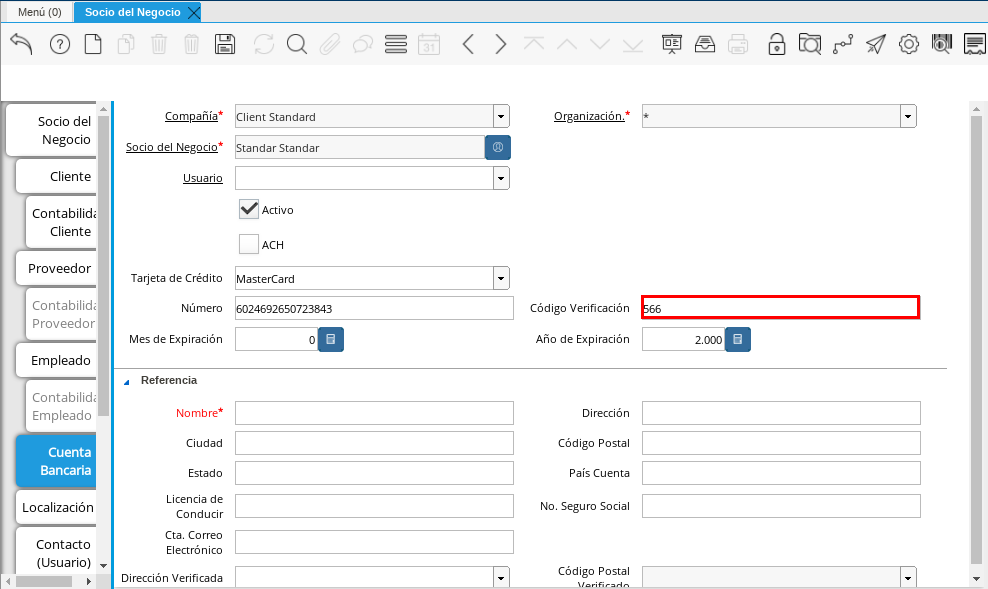 Menú (0)
Socio del Negocio
31
Socio del
Negocio
Cliente
Contabilida
Cliente
Proveedor
Contabilida
Proveedor
Empleado
Contabilida
Empleado
Cuenta
Bancaria
Localización
Contacto
(Usuario)
Compañía* Client Standard Organización.* *
Socio del Negocio* Standar Standar
Usuario
Activo
ACH
Tarjeta de Crédito MasterCard
Número 6024692650723843 Código Verificación 566
Mes de Expiración 0 Año de Expiración 2.000
Referencia
Nombre* Dirección
Ciudad Código Postal
Estado País Cuenta
Licencia de
Conducir No. Seguro Social
Cta. Correo
Electrónico
Dirección Verificada Código Postal
Verificado